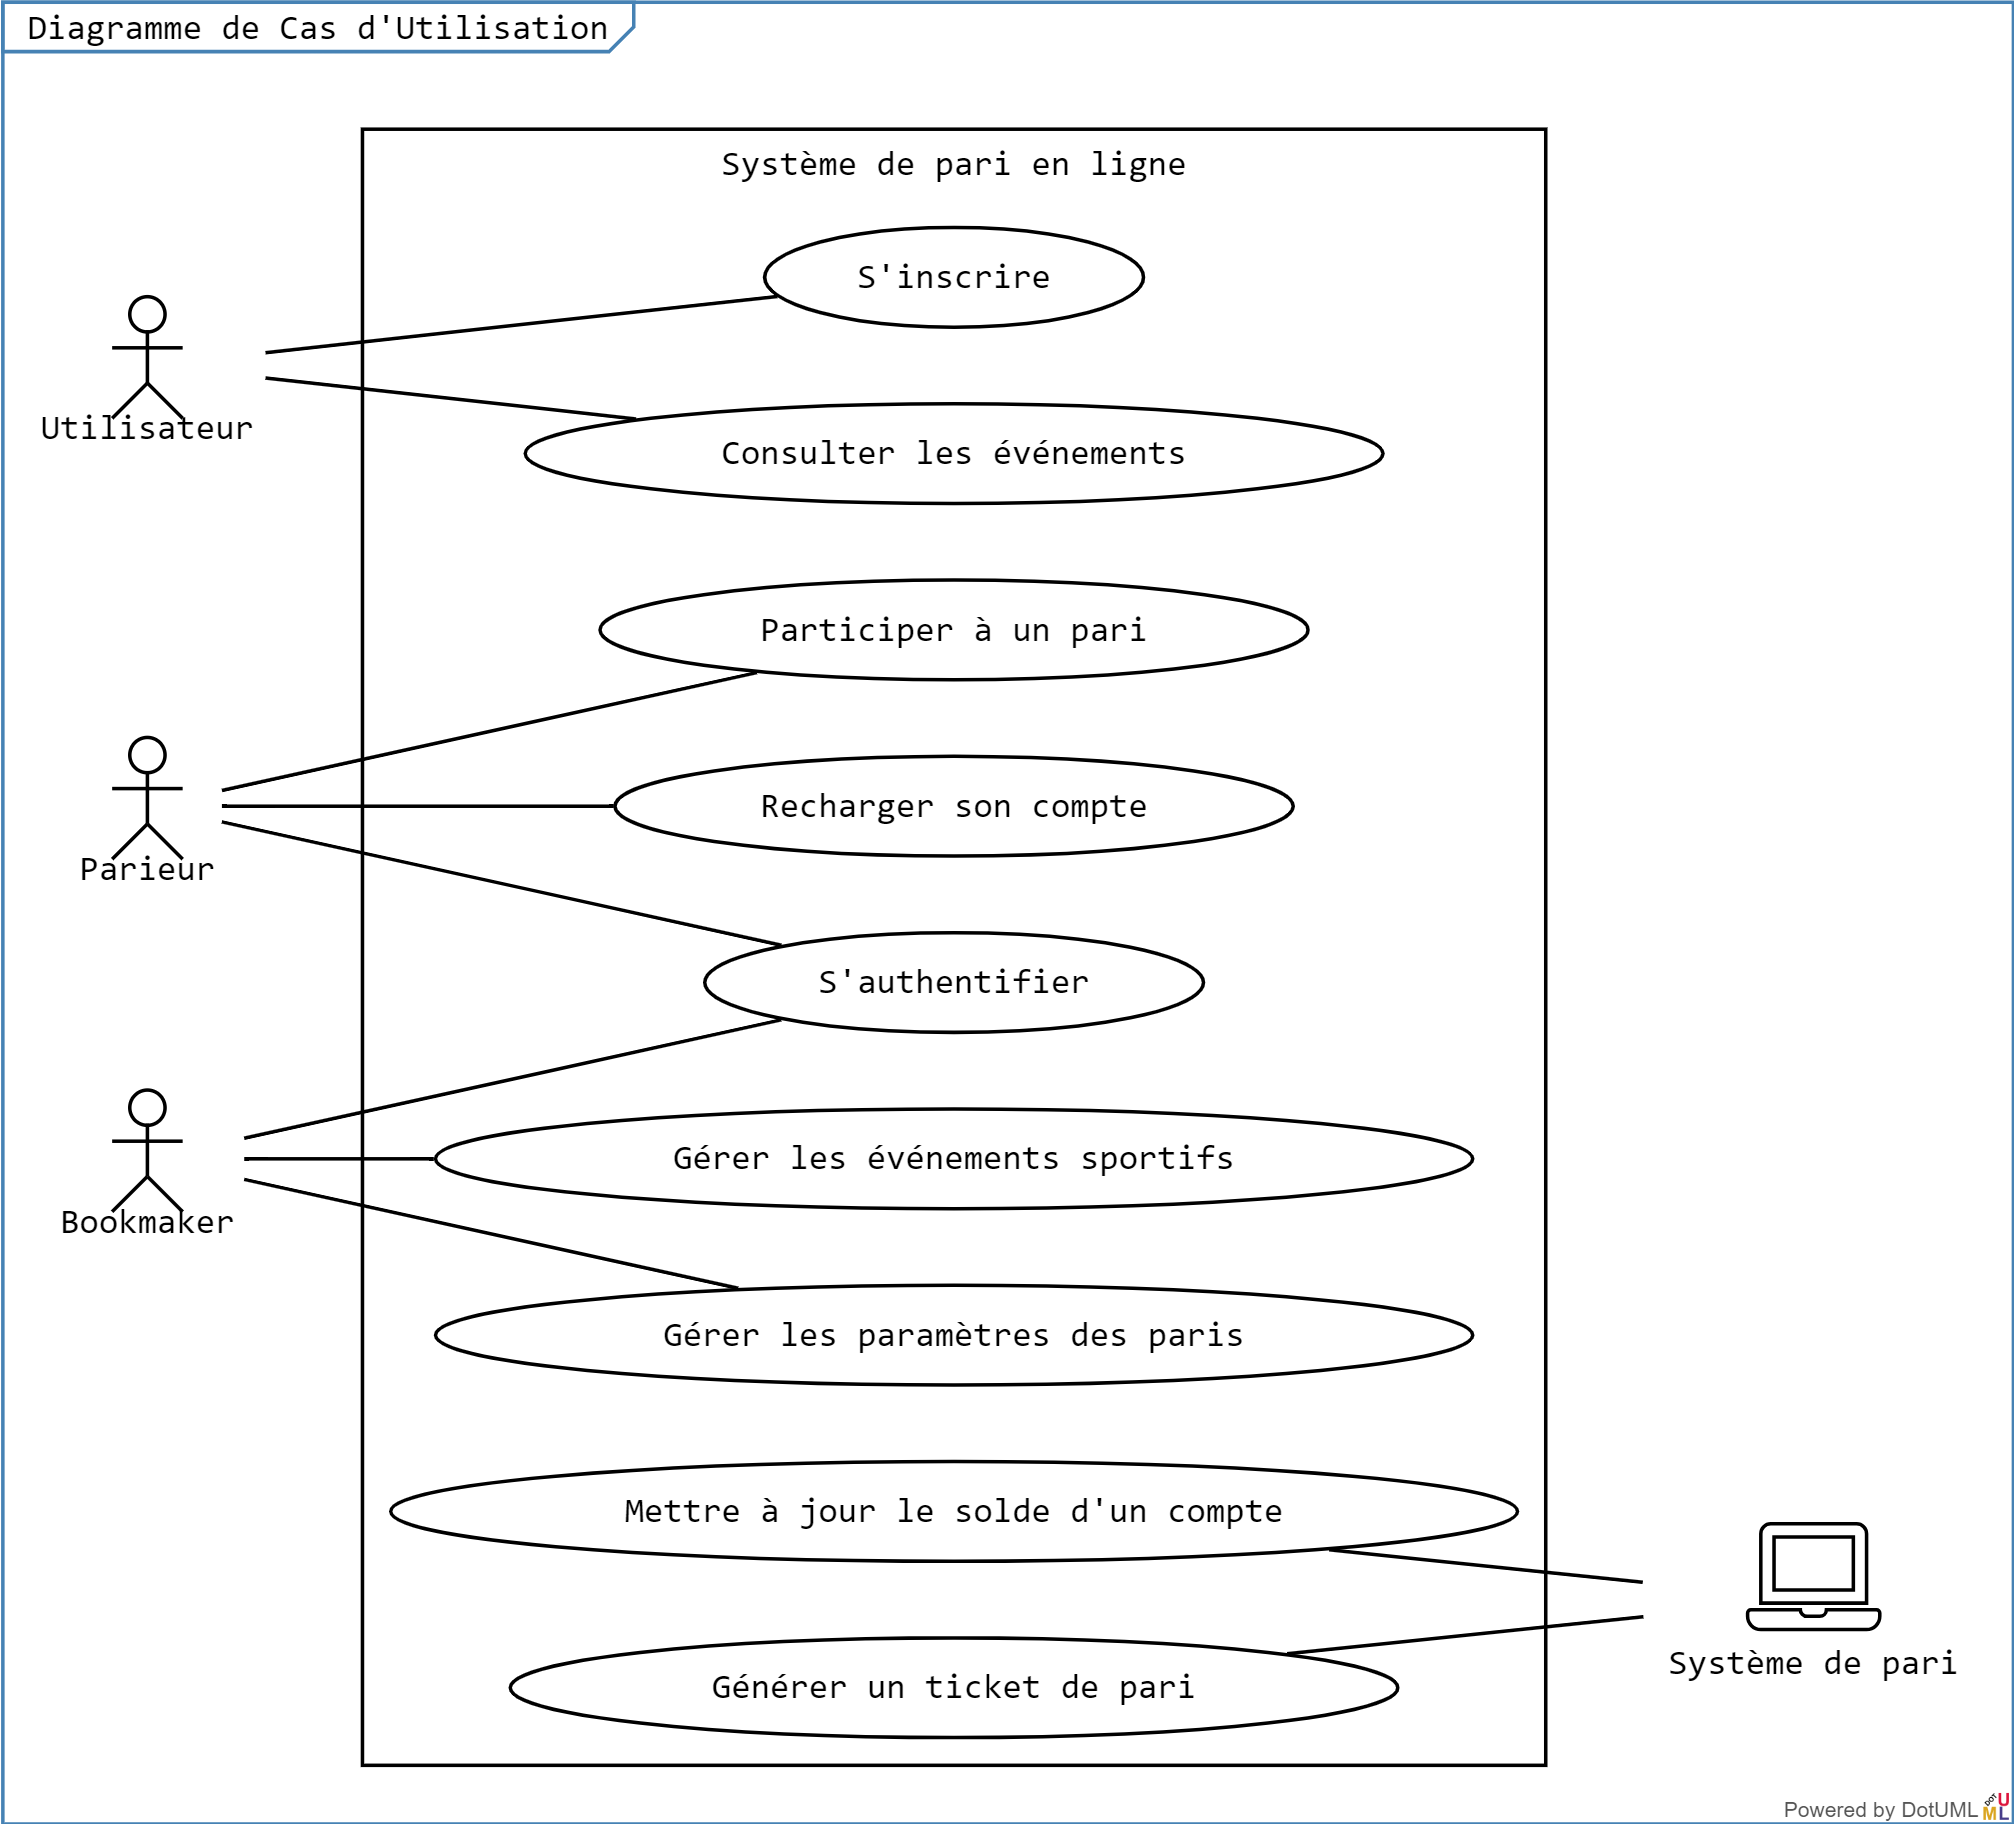 Diagramme de Cas d'Utilisation
Système de pari en ligne
S'inscrire
Utilisateur
Consulter les événements
Participer à un pari
Recharger son compte
Parieur
S'authentifier
Gérer les événements sportifs
Bookmaker
Gérer les paramètres des paris
Mettre à jour le solde d'un compte
Système de pari
Générer un ticket de pari
Powered by DotUML
DOT
U
ML